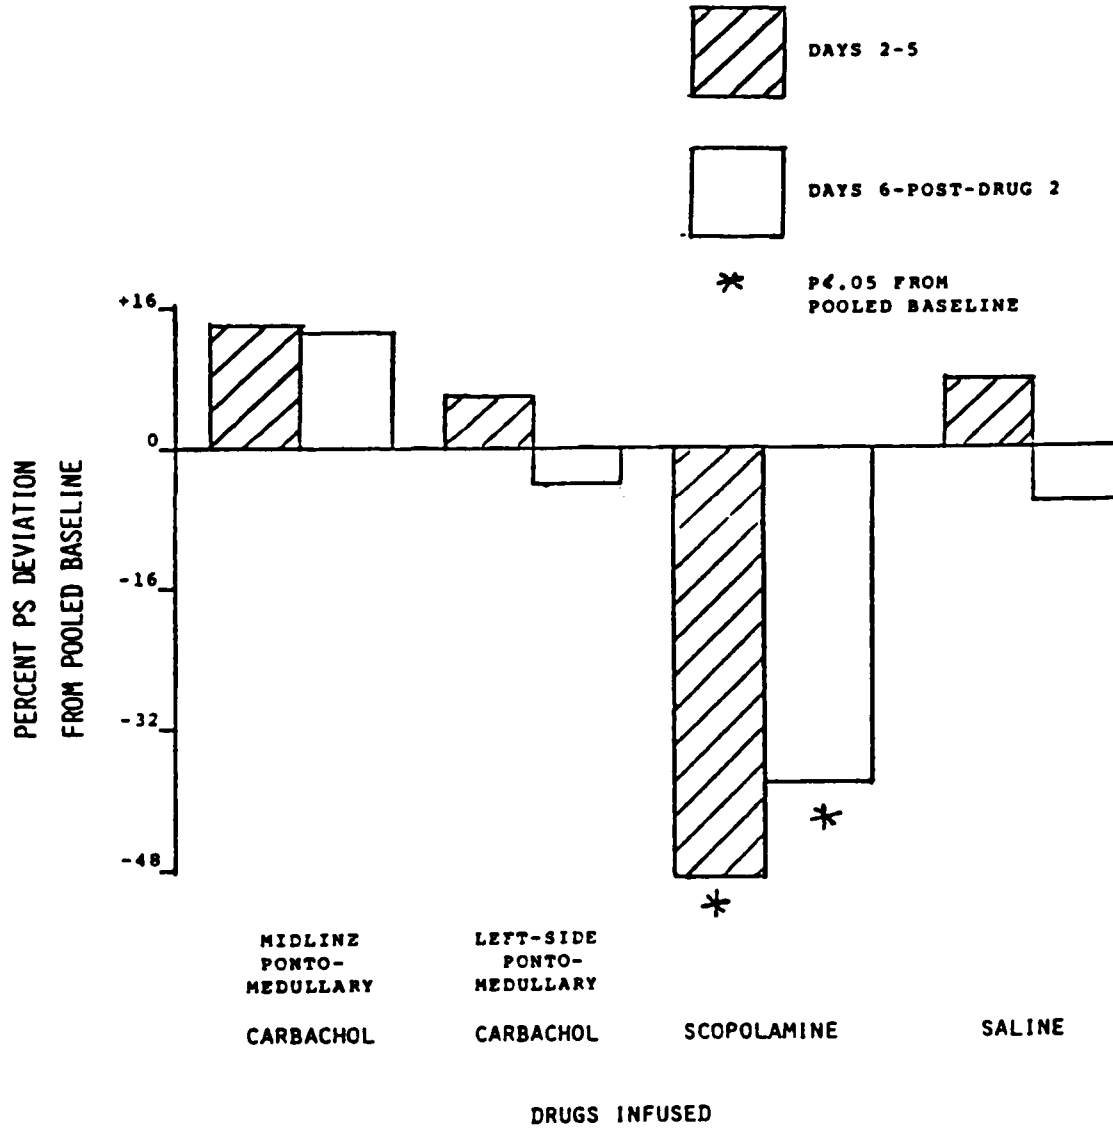 DAYS 2-5
DAYS 6-POST-DRUG 2
* P<.05 FROM
POOLED BASELINE
+16
0
-16
-32
-48
PERCENT PS DEVIATION
FROM POOLED BASELINE
*
*
MIDLINE
PONTO-
MEDULLARY
CARBACHOL
LEFT-SIDE
PONTO-
MEDULLARY
CARBACHOL
SCOPOLAMINE
SALINE
DRUGS INFUSED